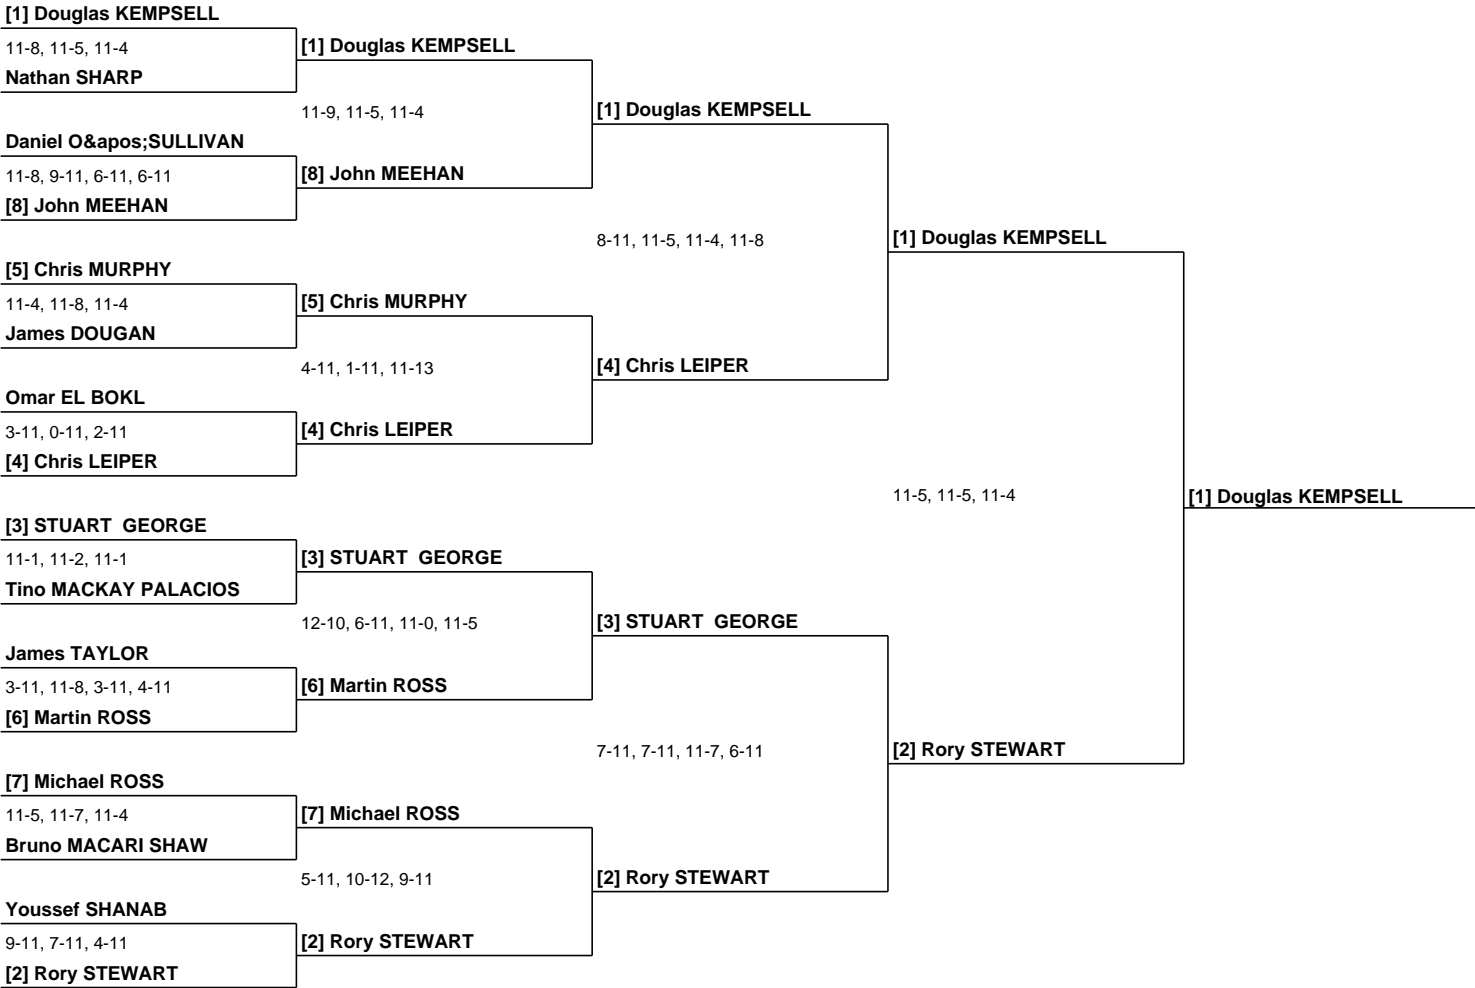 [1] Douglas KEMPSELL
11-8, 11-5, 11-4
Nathan SHARP
Daniel O&apos;SULLIVAN
11-8, 9-11, 6-11, 6-11
[8] John MEEHAN
[5] Chris MURPHY
11-4, 11-8, 11-4
James DOUGAN
Omar EL BOKL
3-11, 0-11, 2-11
[4] Chris LEIPER
[3] STUART  GEORGE
11-1, 11-2, 11-1
Tino MACKAY PALACIOS
James TAYLOR
3-11, 11-8, 3-11, 4-11
[6] Martin ROSS
[7] Michael ROSS
11-5, 11-7, 11-4
Bruno MACARI SHAW
Youssef SHANAB
9-11, 7-11, 4-11
[2] Rory STEWART
[1] Douglas KEMPSELL
11-9, 11-5, 11-4
[8] John MEEHAN
[5] Chris MURPHY
4-11, 1-11, 11-13
[4] Chris LEIPER
[3] STUART  GEORGE
12-10, 6-11, 11-0, 11-5
[6] Martin ROSS
[7] Michael ROSS
5-11, 10-12, 9-11
[2] Rory STEWART
[1] Douglas KEMPSELL
8-11, 11-5, 11-4, 11-8
[4] Chris LEIPER
[3] STUART  GEORGE
7-11, 7-11, 11-7, 6-11
[2] Rory STEWART
[1] Douglas KEMPSELL
11-5, 11-5, 11-4
[2] Rory STEWART
[1] Douglas KEMPSELL